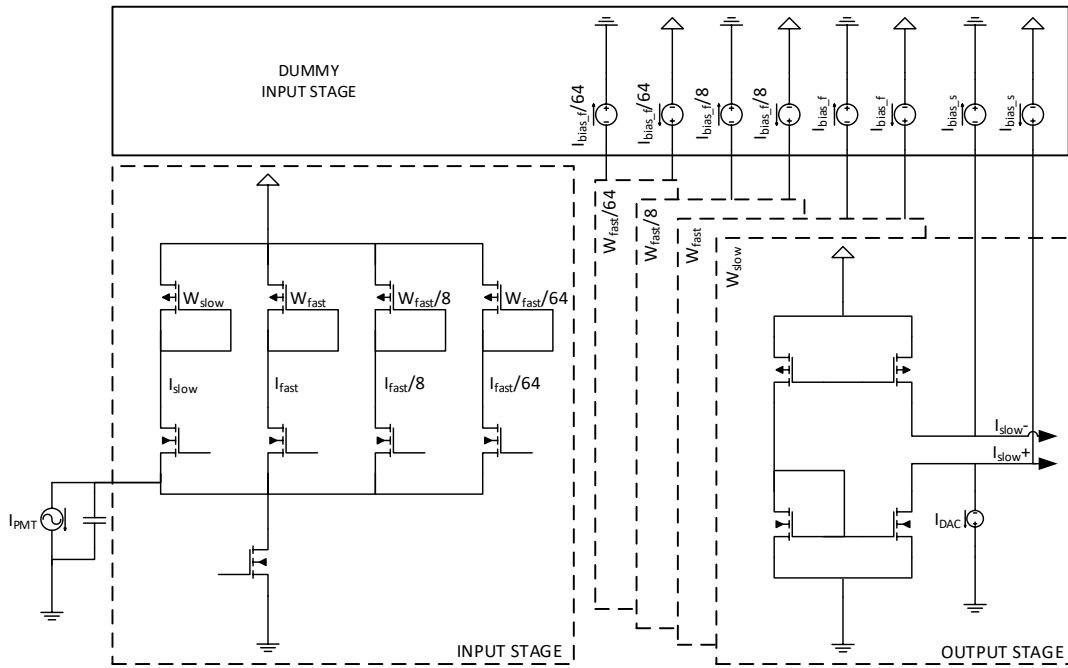 DUMMY
INPUT STAGE
I_bias_f/64
I_bias_f/64
I_bias_f/8
I_bias_f/8
I_bias_f
I_bias_f
I_bias_s
I_bias_s
W_fast/64
W_fast/8
W_fast
W_slow
W_slow
W_fast
W_fast/8
W_fast/64
I_slow
I_fast
I_fast/8
I_fast/64
I_slow-
I_slow+
I_PMT
I_DAC
INPUT STAGE
OUTPUT STAGE